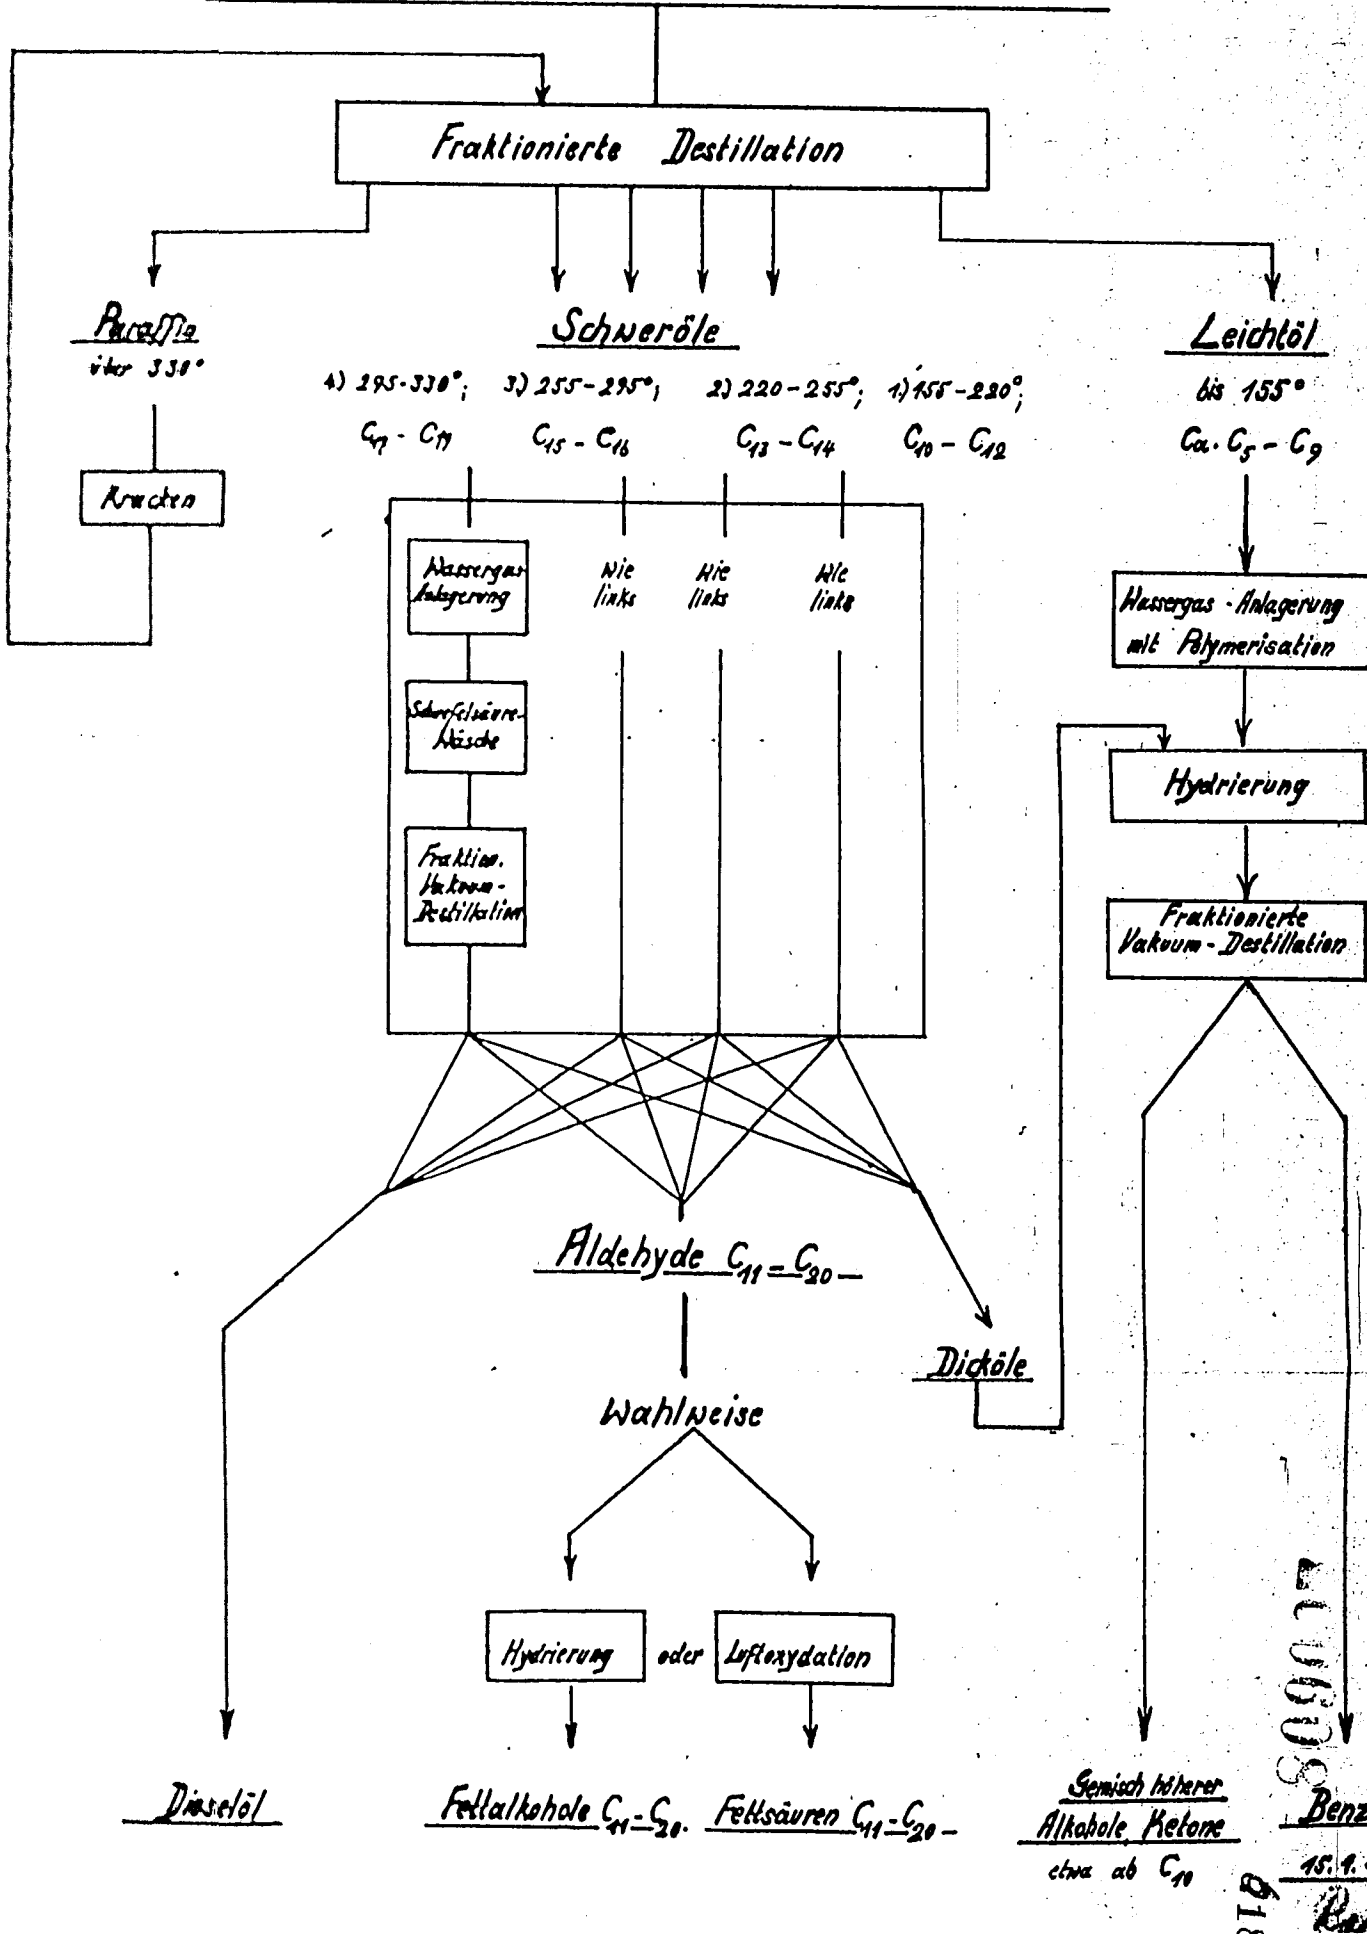 Fraktionierte Destillation
Paraffin
über 330°
Kracken
Schweröle
4.) 295-330°; 3.) 255-295°; 2.) 220-255°; 1.) 155-220°;
C17 - C19 C15 - C16 C13 - C14 C10 - C12
Leichtöl
bis 155°
Ca. C5 - C9
Wassergas-
Anlagerung
Wie
links
Wie
links
Wie
links
Schwefelsäure-
Wäsche
Fraktion.
Vakuum-
Destillation
Wassergas-Anlagerung
mit Polymerisation
Hydrierung
Fraktionierte
Vakuum-Destillation
Aldehyde C11-C20
Dicköle
Wahlweise
Hydrierung oder Luftoxydation
Dieselöl
Fettalkohole C11-C20.
Fettsäuren C11-C20
Gemisch höherer
Alkohole, Ketone
etwa ab C10
Benz
15.9.